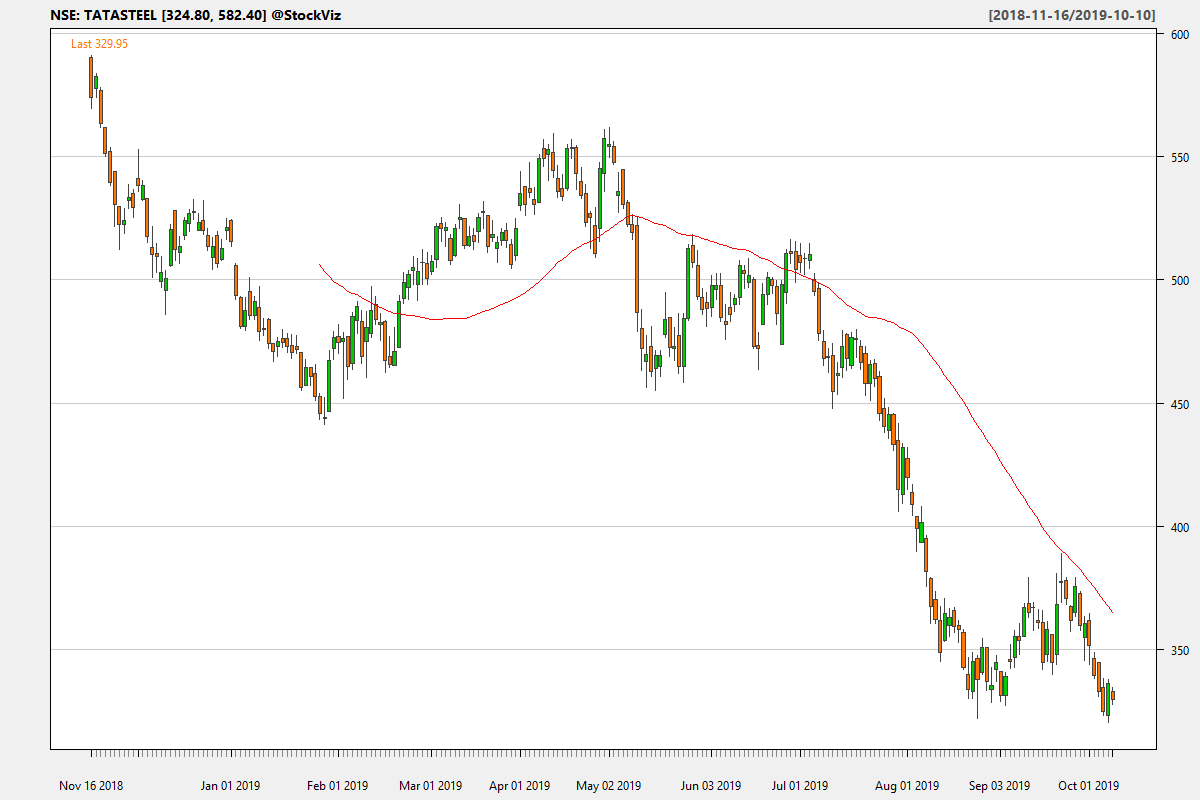 NSE: TATASTEEL [324.80, 582.40] @StockViz
[2018-11-16/2019-10-10]
Last 329.95
600
550
500
450
400
350
Nov 16 2018
Jan 01 2019
Feb 01 2019
Mar 01 2019
Apr 01 2019
May 02 2019
Jun 03 2019
Jul 01 2019
Aug 01 2019
Sep 03 2019
Oct 01 2019